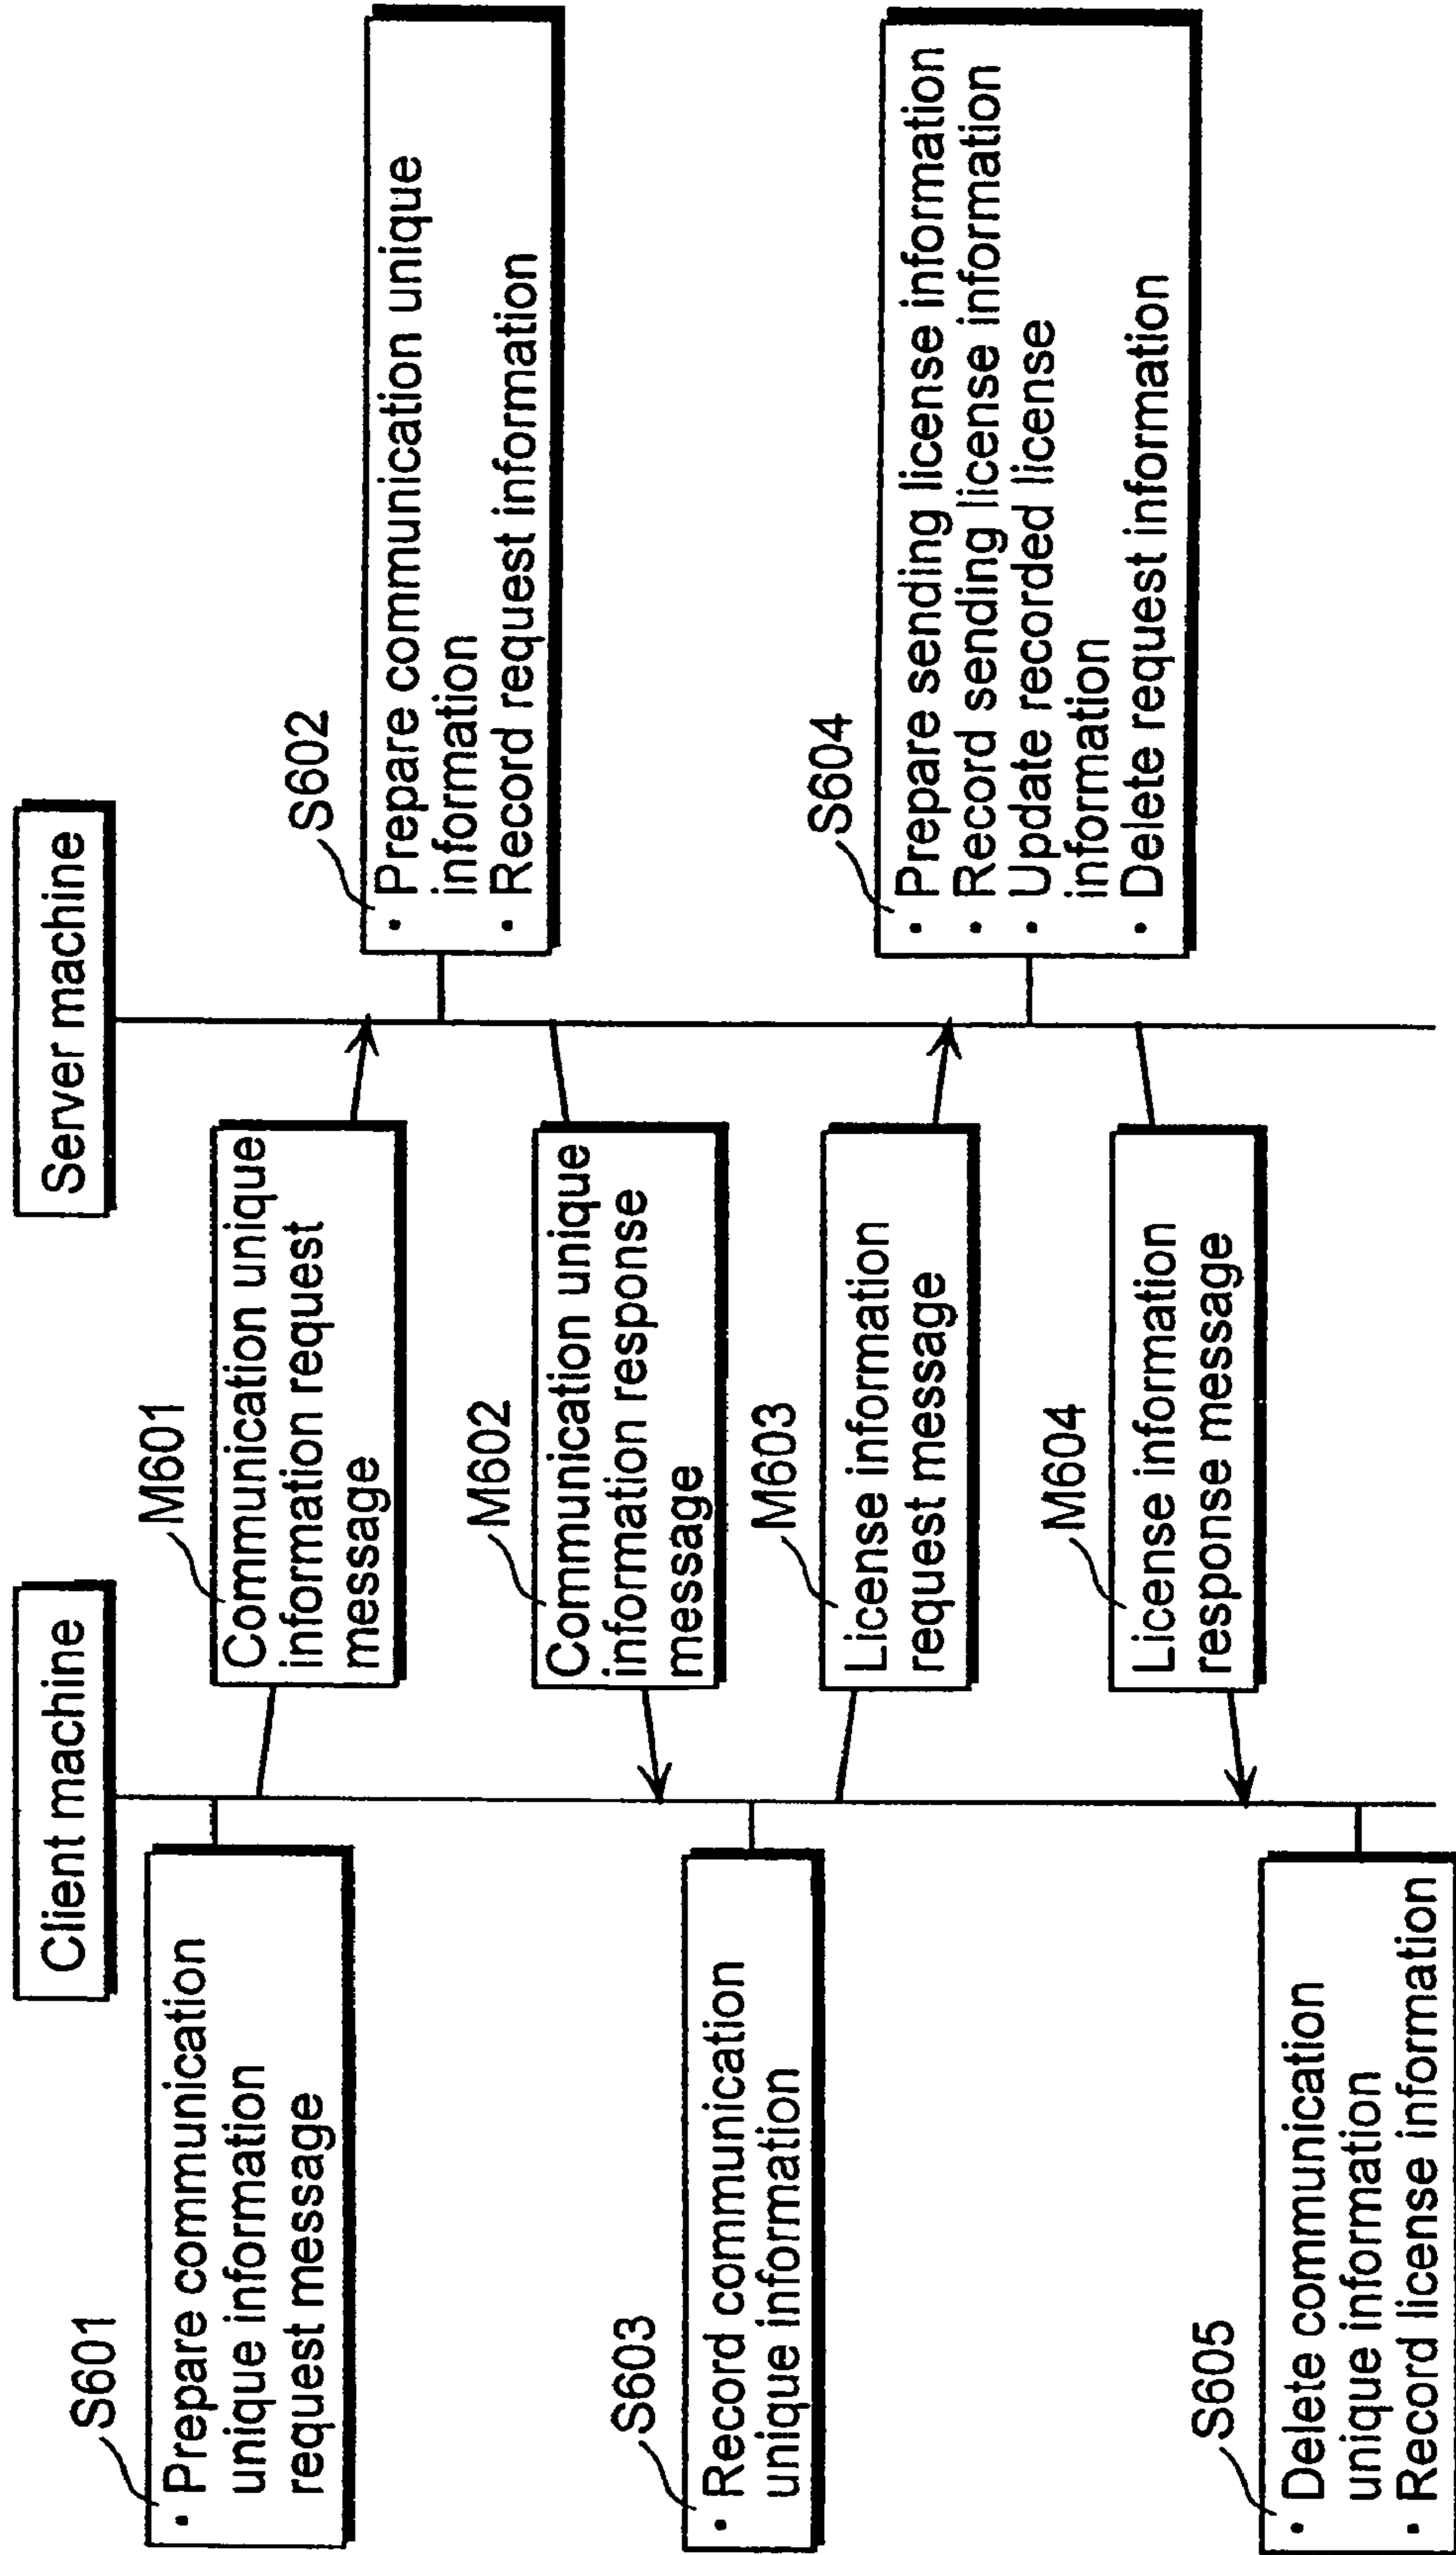 Client machine
Server machine
S601
· Prepare communication
unique information
request message
M601
Communication unique
information request
message
S602
· Prepare communication unique
information
· Record request information
M602
Communication unique
information response
message
S603
· Record communication
unique information
M603
License information
request message
S604
· Prepare sending license information
· Record sending license information
· Update recorded license
information
· Delete request information
M604
License information
response message
S605
· Delete communication
unique information
· Record license information